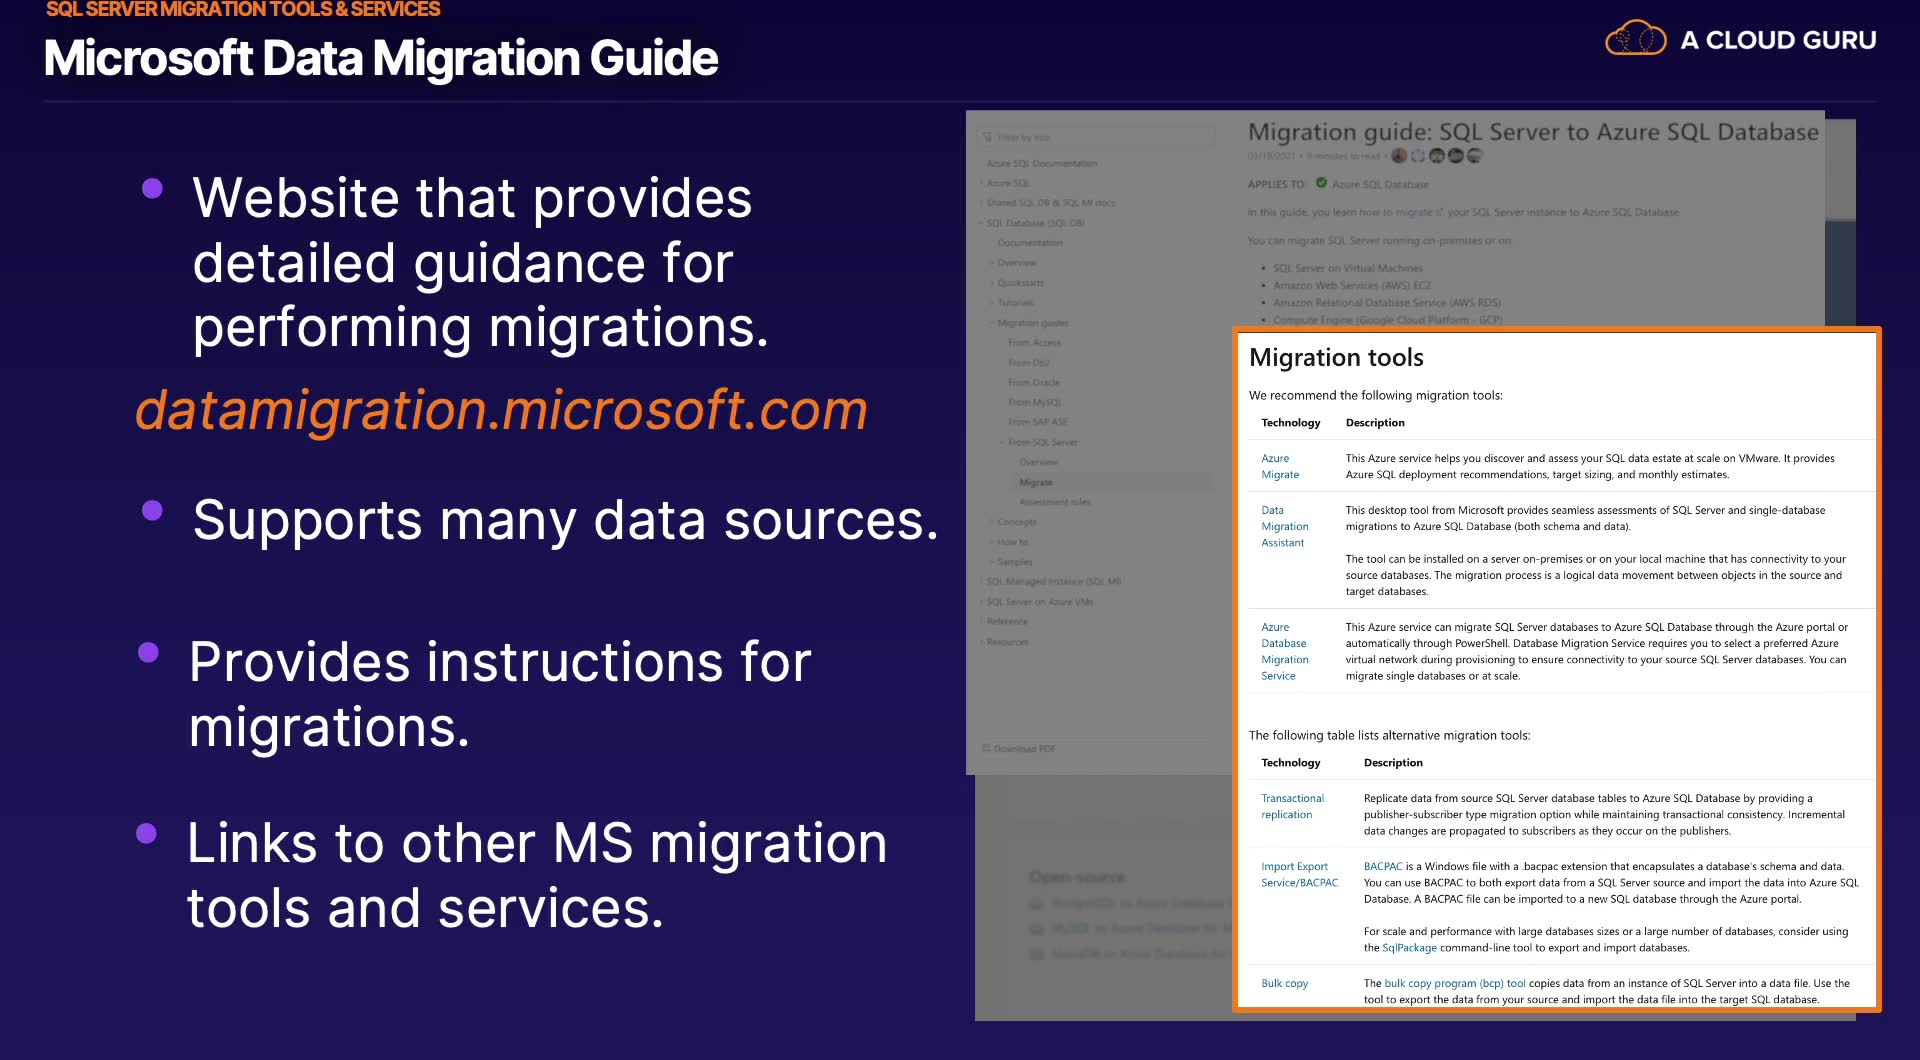 SQL SERVER MIGRATION TOOLS & SERVICES
Microsoft Data Migration Guide
A CLOUD GURU
Website that provides
detailed guidance for
performing migrations.
datamigration.microsoft.com
Supports many data sources.
Provides instructions for
migrations.
Links to other MS migration
tools and services.
Filter by title
Azure SQL Documentation
Azure SQL
Shared SQL DB & SQL MI docs
SQL Database (SQL DB)
Documentation
Overview
Quickstarts
Tutorials
Migration guides
From Access
From Db2
From Oracle
From MySQL
From SAP ASE
From SQL Server
Overview
Migrate
Assessment rules
Concepts
How to
Samples
SQL Managed Instance (SQL MI)
SQL Server on Azure VMs
Reference
Resources
Download PDF
Migration guide: SQL Server to Azure SQL Database
03/19/2021 • 9 minutes to read •
APPLIES TO: Azure SQL Database
In this guide, you learn how to migrate your SQL Server instance to Azure SQL Database
You can migrate SQL Server running on-premises or on:
• SQL Server on Virtual Machines
• Amazon Web Services (AWS) EC2
• Amazon Relational Database Service (AWS RDS)
• Compute Engine (Google Cloud Platform - GCP)
Migration tools
We recommend the following migration tools:
Technology Description
Azure Migrate This Azure service helps you discover and assess your SQL data estate at scale on VMware. It provides
Azure SQL deployment recommendations, target sizing, and monthly estimates.
Data Migration Assistant This desktop tool from Microsoft provides seamless assessments of SQL Server and single-database
migrations to Azure SQL Database (both schema and data).
The tool can be installed on a server on-premises or on your local machine that has connectivity to your
source databases. The migration process is a logical data movement between objects in the source and
target databases.
Azure Database Migration Service This Azure service can migrate SQL Server databases to Azure SQL Database through the Azure portal or
automatically through PowerShell. Database Migration Service requires you to select a preferred Azure
virtual network during provisioning to ensure connectivity to your source SQL Server databases. You can
migrate single databases or at scale.
The following table lists alternative migration tools:
Technology Description
Transactional replication Replicate data from source SQL Server database tables to Azure SQL Database by providing a
publisher-subscriber type migration option while maintaining transactional consistency. Incremental
data changes are propagated to subscribers as they occur on the publishers.
Import Export Service/BACPAC BACPAC is a Windows file with a .bacpac extension that encapsulates a database's schema and data.
You can use BACPAC to both export data from a SQL Server source and import the data into Azure SQL
Database. A BACPAC file can be imported to a new SQL database through the Azure portal.
For scale and performance with large databases sizes or a large number of databases, consider using
the SqlPackage command-line tool to export and import databases.
Bulk copy The bulk copy program (bcp) tool copies data from an instance of SQL Server into a data file. Use the
tool to export the data from your source and import the data file into the target SQL database.
Open-source